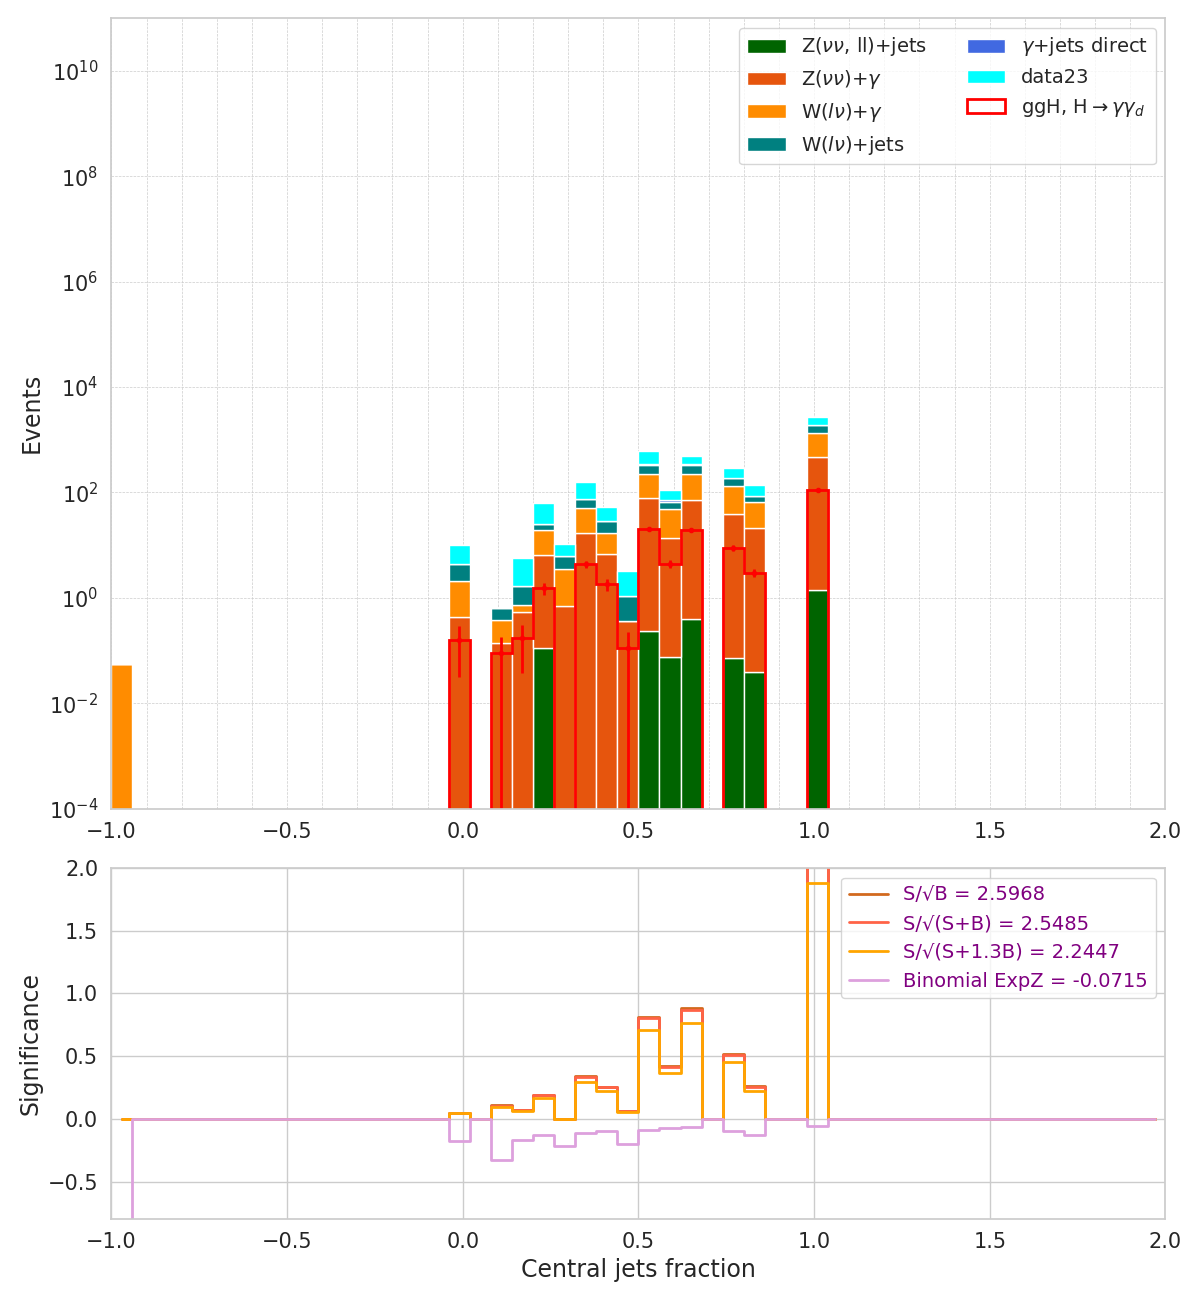 Z(νν, ll)+jets
Z(νν)+γ
W(lν)+γ
W(lν)+jets
γ+jets direct
data23
ggH, H→γγ_d
Events
10^10
10^8
10^6
10^4
10^2
10^0
10^−2
10^−4
−1.0 −0.5 0.0 0.5 1.0 1.5 2.0
S/√B = 2.5968
S/√(S+B) = 2.5485
S/√(S+1.3B) = 2.2447
Binomial ExpZ = -0.0715
Significance
2.0
1.5
1.0
0.5
0.0
−0.5
−1.0 −0.5 0.0 0.5 1.0 1.5 2.0
Central jets fraction